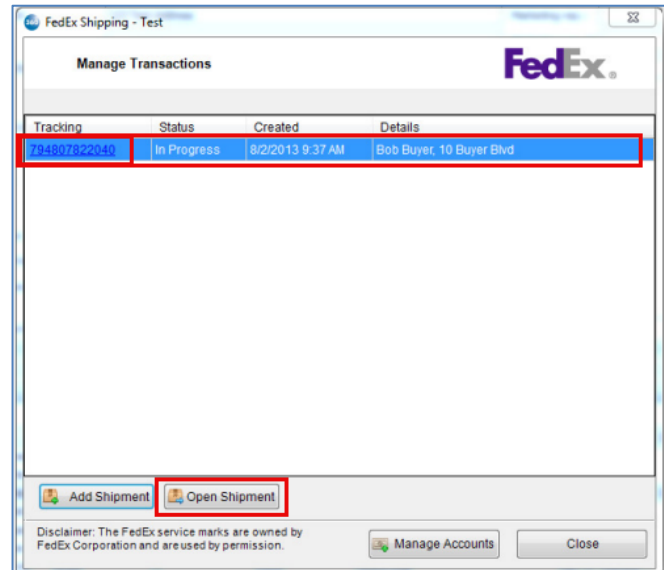 FedEx Shipping - Test
Manage Transactions
FedEx®
Tracking Status Created Details
794807822040 In Progress 8/2/2013 9:37 AM Bob Buyer, 10 Buyer Blvd
Add Shipment Open Shipment
Disclaimer: The FedEx service marks are owned by
FedEx Corporation and are used by permission.
Manage Accounts Close